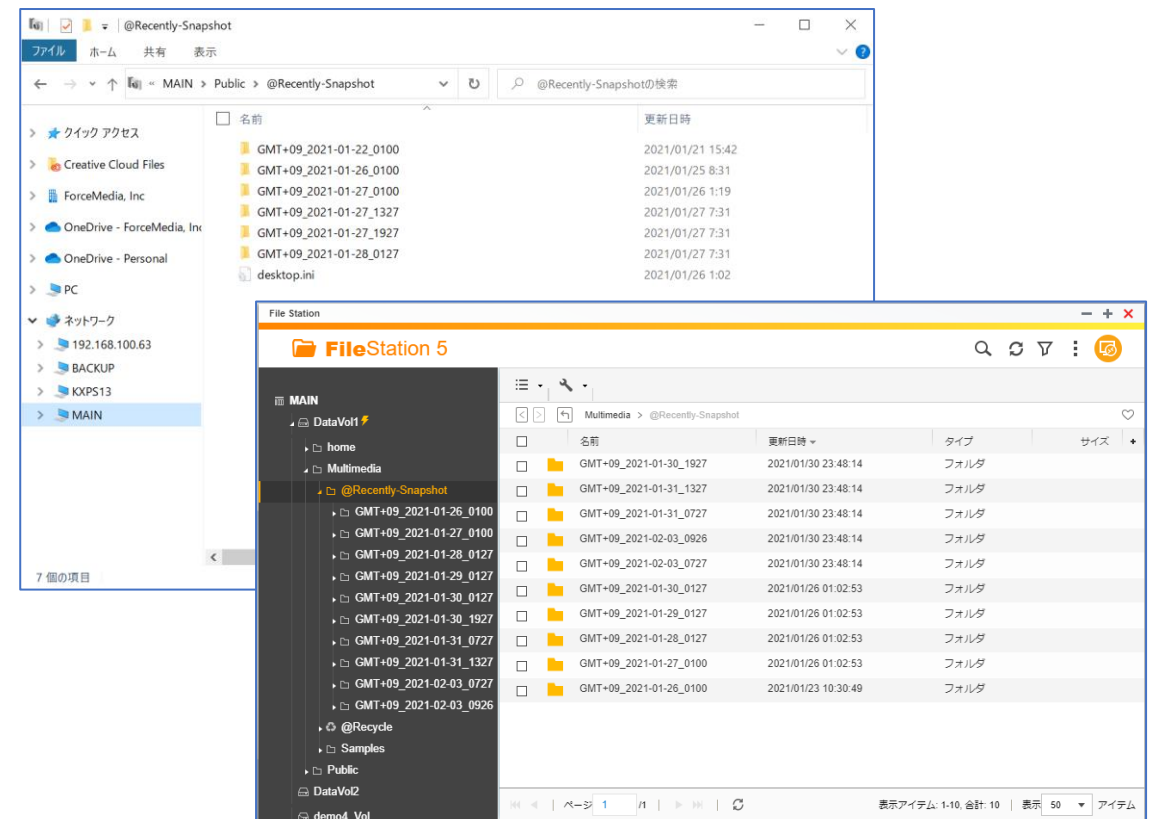 @Recently-Snapshot
ファイル ホーム 共有 表示
« MAIN > Public > @Recently-Snapshot @Recently-Snapshotの検索
名前 更新日時
クイック アクセス
Creative Cloud Files
ForceMedia, Inc
OneDrive - ForceMedia, Inc
OneDrive - Personal
PC
ネットワーク
192.168.100.63
BACKUP
KXPS13
MAIN
GMT+09_2021-01-22_0100 2021/01/21 15:42
GMT+09_2021-01-26_0100 2021/01/25 8:31
GMT+09_2021-01-27_0100 2021/01/26 1:19
GMT+09_2021-01-27_1327 2021/01/27 7:31
GMT+09_2021-01-27_1927 2021/01/27 7:31
GMT+09_2021-01-28_0127 2021/01/27 7:31
desktop.ini 2021/01/26 1:02
7 個の項目
File Station
FileStation 5
MAIN
DataVol1
home
Multimedia
@Recently-Snapshot
GMT+09_2021-01-26_0100
GMT+09_2021-01-27_0100
GMT+09_2021-01-28_0127
GMT+09_2021-01-29_0127
GMT+09_2021-01-30_0127
GMT+09_2021-01-30_1927
GMT+09_2021-01-31_0727
GMT+09_2021-01-31_1327
GMT+09_2021-02-03_0727
GMT+09_2021-02-03_0926
@Recycle
Samples
Public
DataVol2
demo4_Vol
Multimedia > @Recently-Snapshot
名前 更新日時 タイプ サイズ
GMT+09_2021-01-30_1927 2021/01/30 23:48:14 フォルダ
GMT+09_2021-01-31_1327 2021/01/30 23:48:14 フォルダ
GMT+09_2021-01-31_0727 2021/01/30 23:48:14 フォルダ
GMT+09_2021-02-03_0926 2021/01/30 23:48:14 フォルダ
GMT+09_2021-02-03_0727 2021/01/30 23:48:14 フォルダ
GMT+09_2021-01-30_0127 2021/01/26 01:02:53 フォルダ
GMT+09_2021-01-29_0127 2021/01/26 01:02:53 フォルダ
GMT+09_2021-01-28_0127 2021/01/26 01:02:53 フォルダ
GMT+09_2021-01-27_0100 2021/01/26 01:02:53 フォルダ
GMT+09_2021-01-26_0100 2021/01/23 10:30:49 フォルダ
ページ 1 /1 表示アイテム: 1-10, 合計: 10 表示 50 アイテム